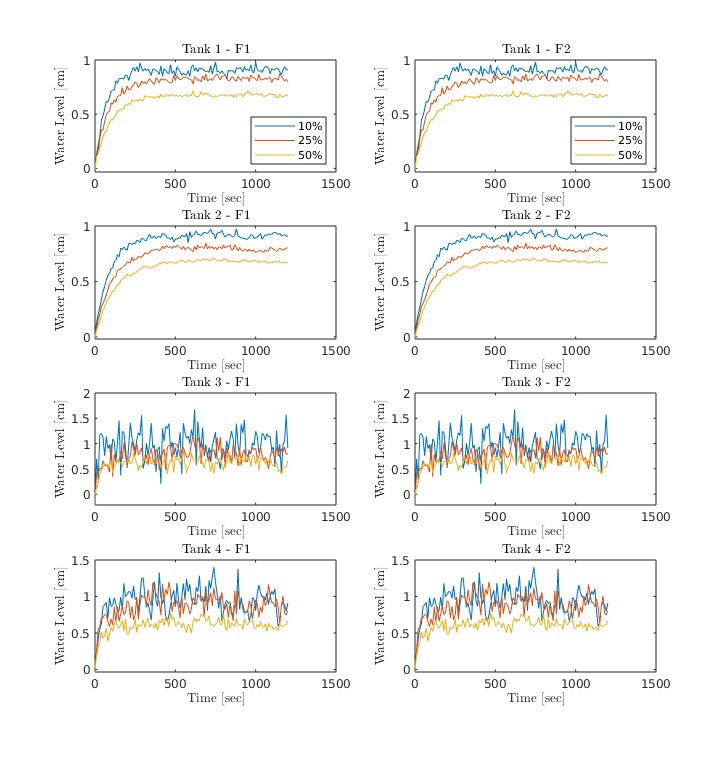 Tank 1 - F1
Water Level [cm]
1
0.5
0
10%
25%
50%
0 500 1000 1500
Time [sec]
Tank 1 - F2
Water Level [cm]
1
0.5
0
10%
25%
50%
0 500 1000 1500
Time [sec]
Tank 2 - F1
Water Level [cm]
1
0.5
0
0 500 1000 1500
Time [sec]
Tank 2 - F2
Water Level [cm]
1
0.5
0
0 500 1000 1500
Time [sec]
Tank 3 - F1
Water Level [cm]
2
1.5
1
0.5
0
0 500 1000 1500
Time [sec]
Tank 3 - F2
Water Level [cm]
2
1.5
1
0.5
0
0 500 1000 1500
Time [sec]
Tank 4 - F1
Water Level [cm]
1.5
1
0.5
0
0 500 1000 1500
Time [sec]
Tank 4 - F2
Water Level [cm]
1.5
1
0.5
0
0 500 1000 1500
Time [sec]